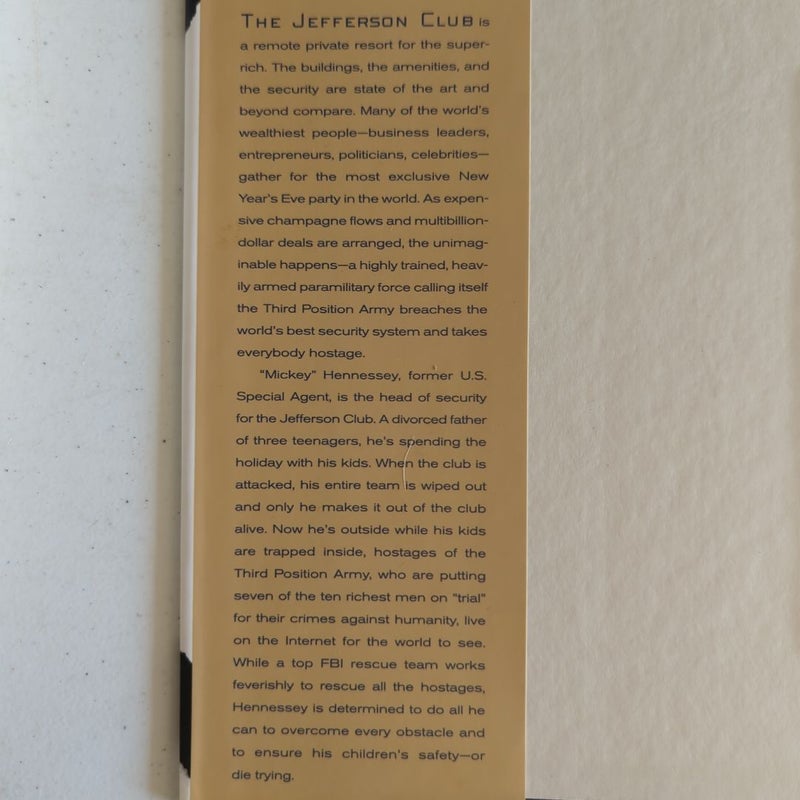 THE JEFFERSON CLUB is
a remote private resort for the super-
rich. The buildings, the amenities, and
the security are state of the art and
beyond compare. Many of the world's
wealthiest people—business leaders,
entrepreneurs, politicians, celebrities—
gather for the most exclusive New
Year's Eve party in the world. As expen-
sive champagne flows and multibillion-
dollar deals are arranged, the unimag-
inable happens—a highly trained, heav-
ily armed paramilitary force calling itself
the Third Position Army breaches the
world's best security system and takes
everybody hostage.
"Mickey" Hennessey, former U.S.
Special Agent, is the head of security
for the Jefferson Club. A divorced father
of three teenagers, he's spending the
holiday with his kids. When the club is
attacked, his entire team is wiped out
and only he makes it out of the club
alive. Now he's outside while his kids
are trapped inside, hostages of the
Third Position Army, who are putting
seven of the ten richest men on "trial"
for their crimes against humanity, live
on the Internet for the world to see.
While a top FBI rescue team works
feverishly to rescue all the hostages,
Hennessey is determined to do all he
can to overcome every obstacle and
to ensure his children's safety—or
die trying.